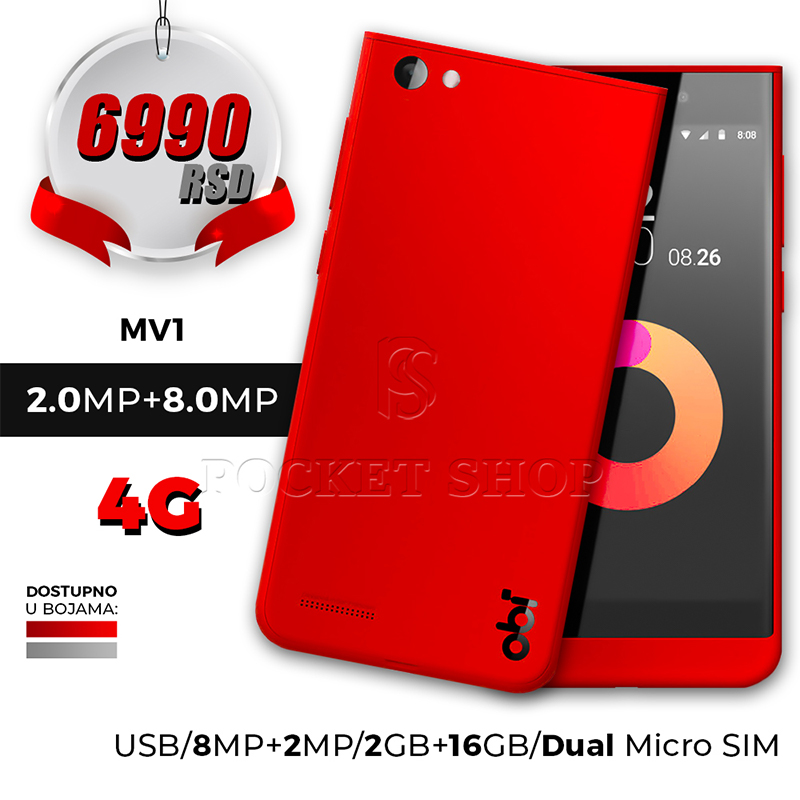 6990
RSD
8:08
08.26
MV1
2.0MP+8.0MP
4G
POCKET SHOP
DOSTUPNO
U BOJAMA:
obi
USB/8MP+2MP/2GB+16GB/Dual Micro SIM